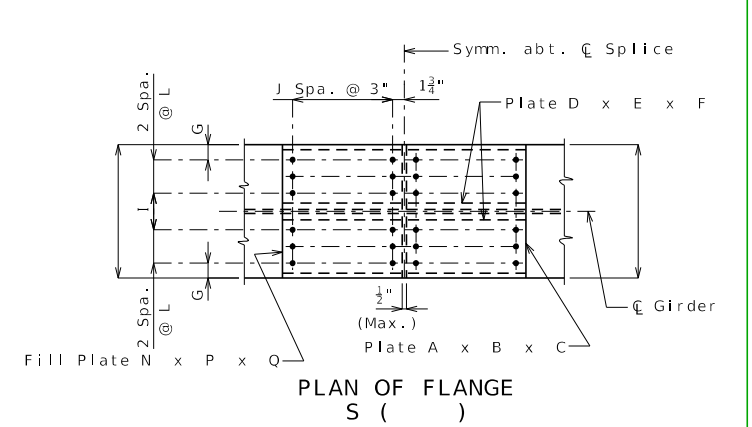 Symm. abt. ℄ Splice
J Spa. @ 3"
1¾"
Plate D x E x F
2 Spa.
@ L
G
I
G
2 Spa.
@ L
½"
(Max.)
℄ Girder
Plate A x B x C
Fill Plate N x P x Q
PLAN OF FLANGE
S ( )